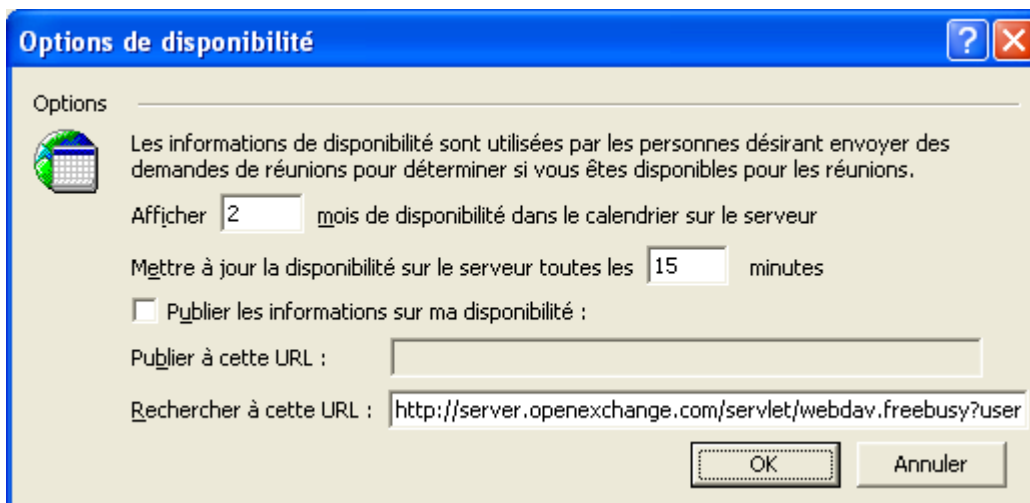 Options de disponibilité
Options
Les informations de disponibilité sont utilisées par les personnes désirant envoyer des
demandes de réunions pour déterminer si vous êtes disponibles pour les réunions.
Afficher 2 mois de disponibilité dans le calendrier sur le serveur
Mettre à jour la disponibilité sur le serveur toutes les 15 minutes
Publier les informations sur ma disponibilité :
Publier à cette URL :
Rechercher à cette URL : http://server.openexchange.com/servlet/webdav.freebusy?user
OK Annuler